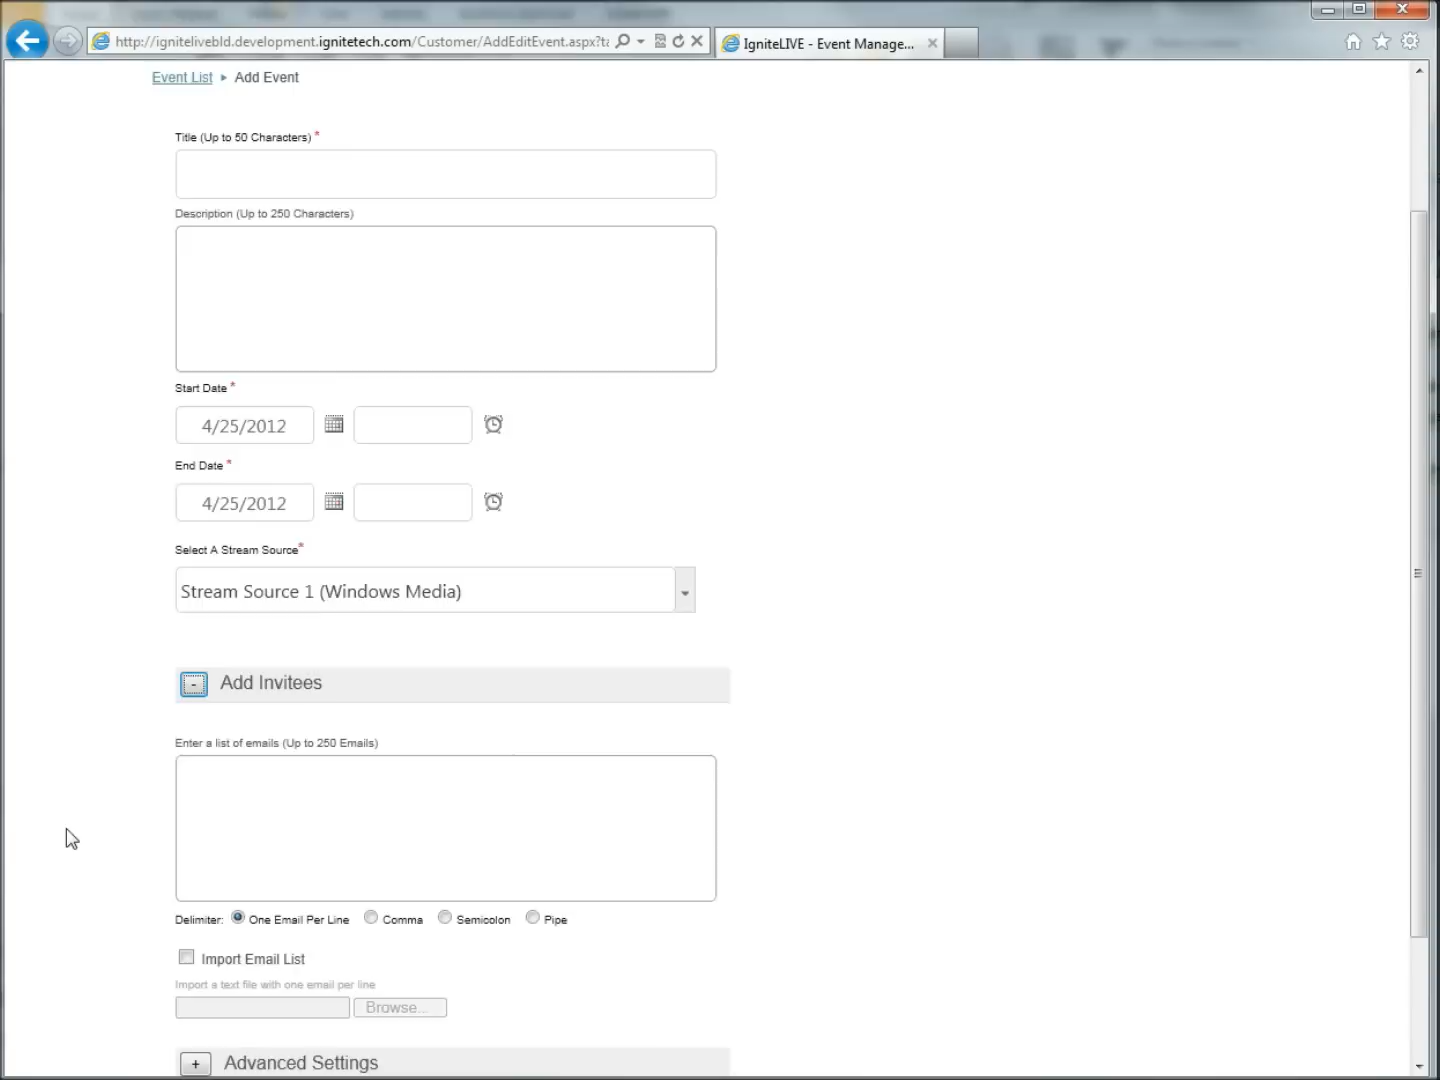 http://ignitelivebld.development.ignitetech.com/Customer/AddEditEvent.aspx?ta
IgniteLIVE - Event Manage...
Event List ▸ Add Event
Title (Up to 50 Characters) *
Description (Up to 250 Characters)
Start Date *
4/25/2012
End Date *
4/25/2012
Select A Stream Source*
Stream Source 1 (Windows Media)
- Add Invitees
Enter a list of emails (Up to 250 Emails)
Delimiter: One Email Per Line Comma Semicolon Pipe
Import Email List
Import a text file with one email per line
Browse...
+ Advanced Settings